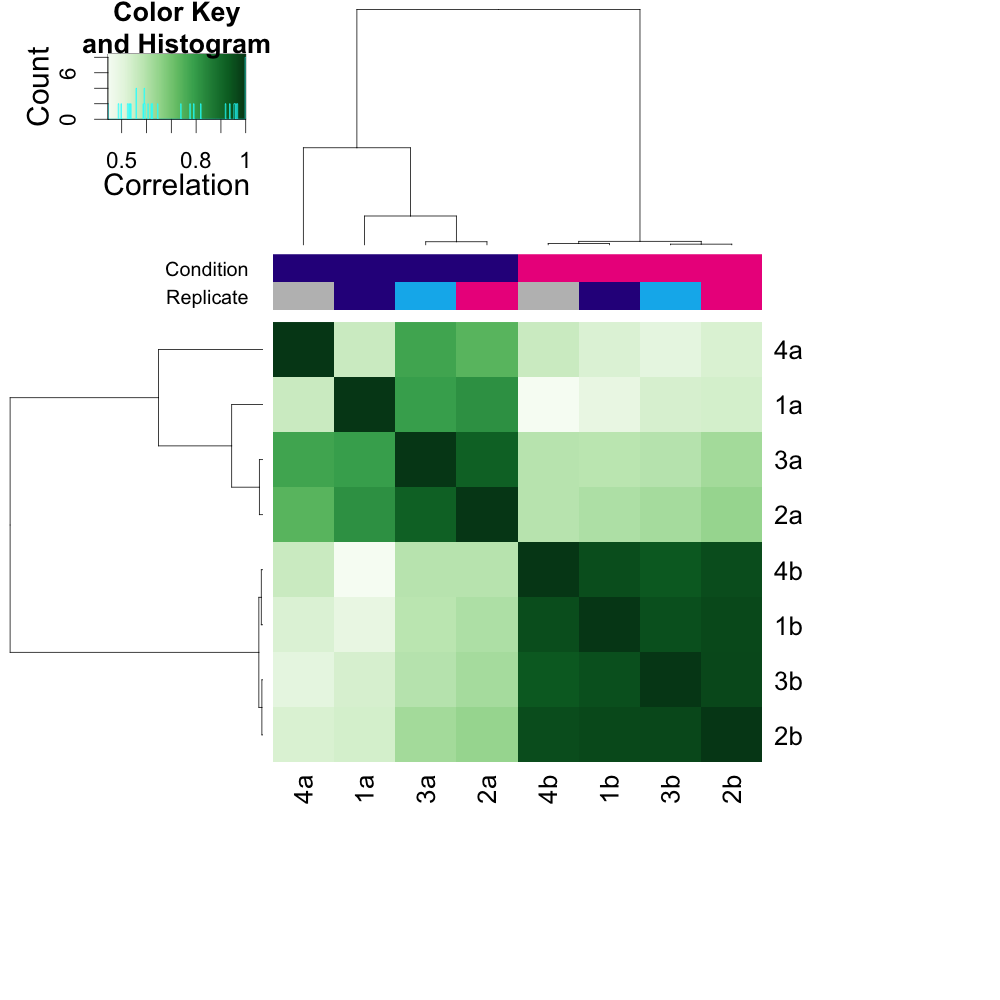 Color Key
and Histogram
Count
6
0
0.5 0.8 1
Correlation
Condition
Replicate
4a
1a
3a
2a
4b
1b
3b
2b
4a 1a 3a 2a 4b 1b 3b 2b